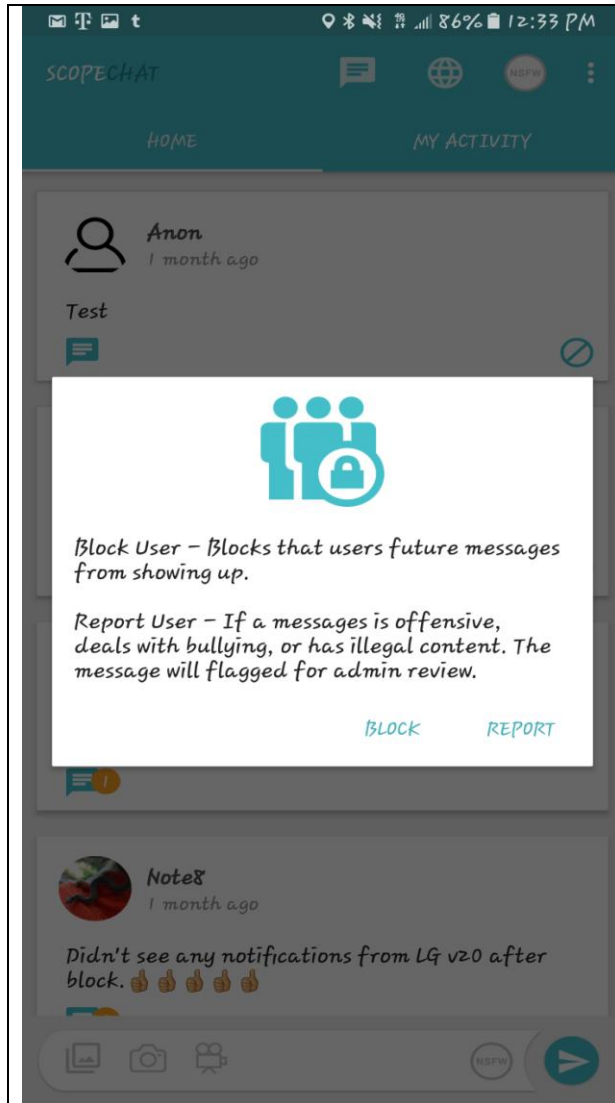 t 86% 12:33 PM
SCOPECHAT NSFW
HOME MY ACTIVITY
Anon
1 month ago
Test
Block User – Blocks that users future messages
from showing up.
Report User – If a messages is offensive,
deals with bullying, or has illegal content. The
message will flagged for admin review.
BLOCK REPORT
1
Note8
1 month ago
Didn't see any notifications from LG v20 after
block. 👍👍👍👍👍
NSFW